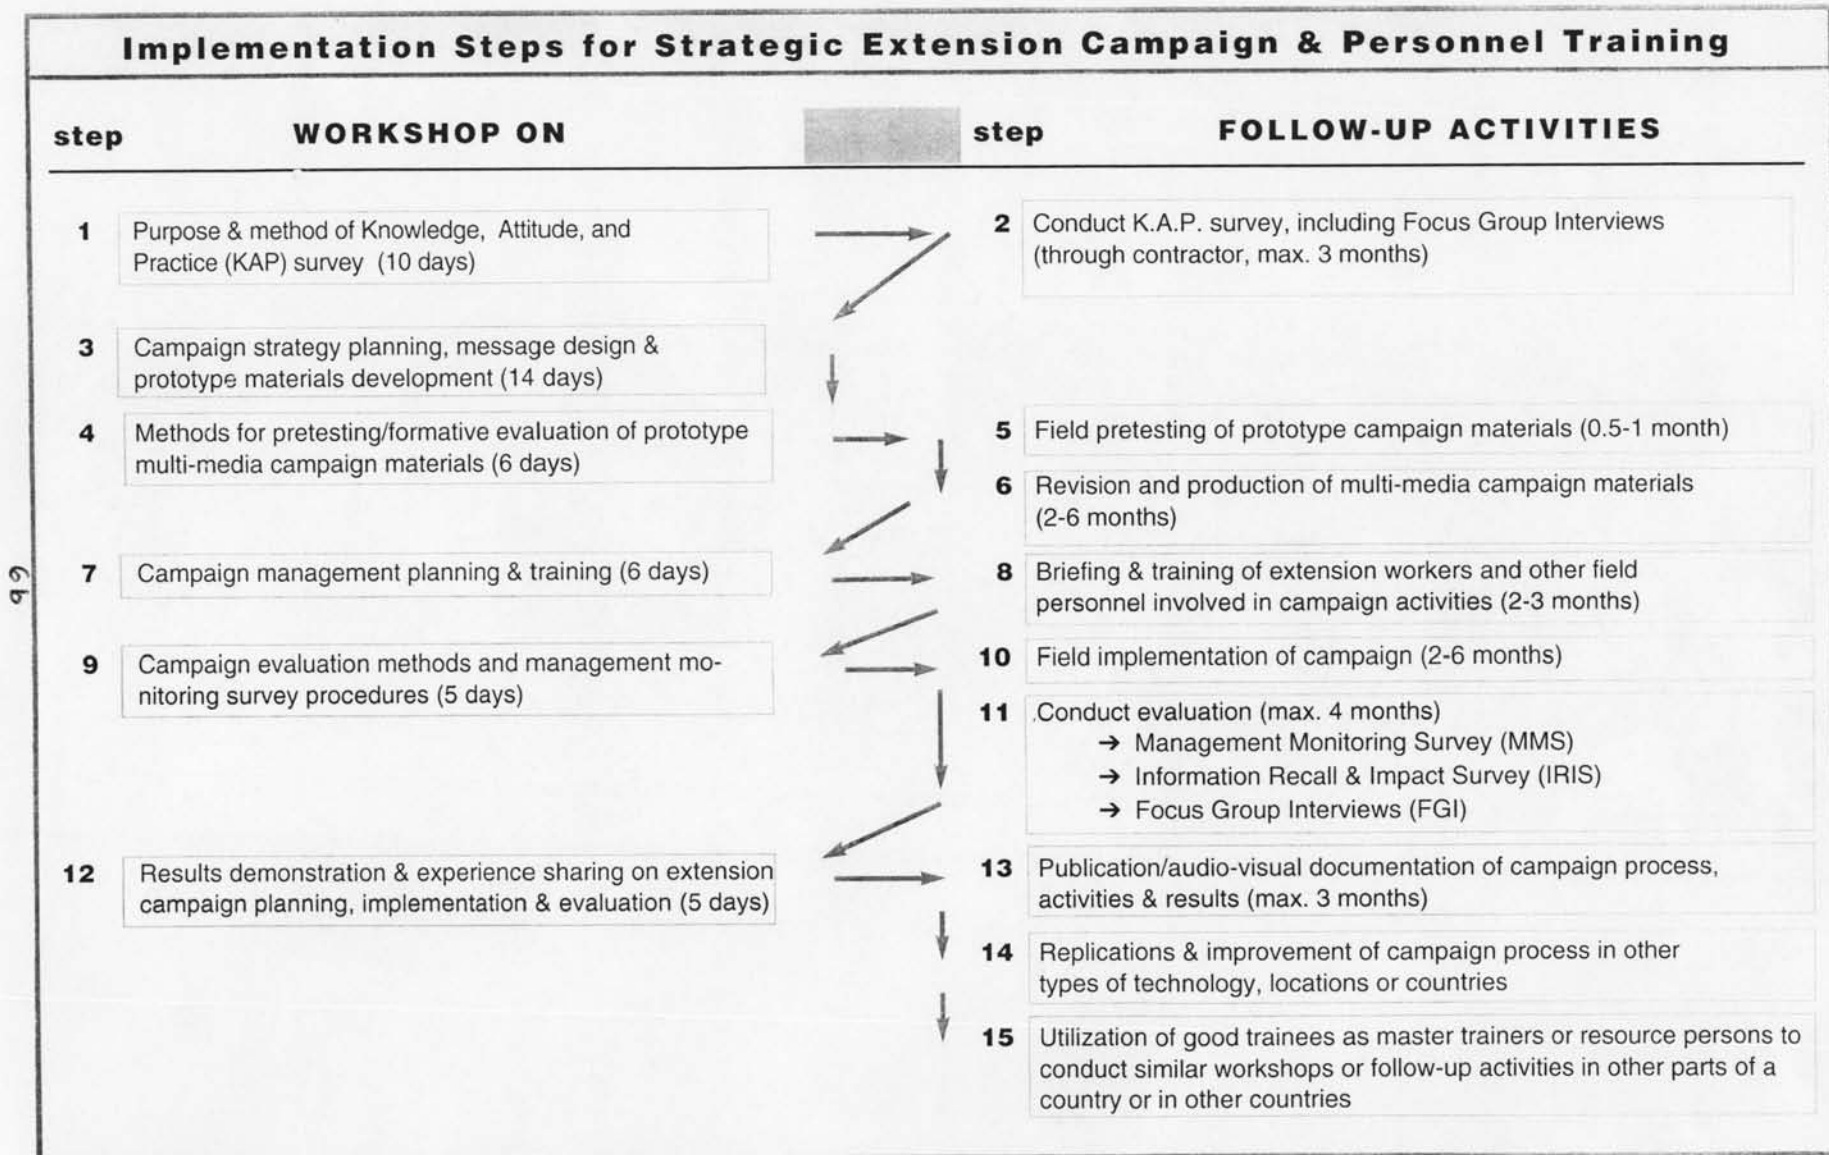 Implementation Steps for Strategic Extension Campaign & Personnel Training
step WORKSHOP ON step FOLLOW-UP ACTIVITIES
1 Purpose & method of Knowledge, Attitude, and
Practice (KAP) survey (10 days)
2 Conduct K.A.P. survey, including Focus Group Interviews
(through contractor, max. 3 months)
3 Campaign strategy planning, message design &
prototype materials development (14 days)
4 Methods for pretesting/formative evaluation of prototype
multi-media campaign materials (6 days)
5 Field pretesting of prototype campaign materials (0.5-1 month)
6 Revision and production of multi-media campaign materials
(2-6 months)
7 Campaign management planning & training (6 days)
8 Briefing & training of extension workers and other field
personnel involved in campaign activities (2-3 months)
9 Campaign evaluation methods and management mo-
nitoring survey procedures (5 days)
10 Field implementation of campaign (2-6 months)
11 Conduct evaluation (max. 4 months)
→ Management Monitoring Survey (MMS)
→ Information Recall & Impact Survey (IRIS)
→ Focus Group Interviews (FGI)
12 Results demonstration & experience sharing on extension
campaign planning, implementation & evaluation (5 days)
13 Publication/audio-visual documentation of campaign process,
activities & results (max. 3 months)
14 Replications & improvement of campaign process in other
types of technology, locations or countries
15 Utilization of good trainees as master trainers or resource persons to
conduct similar workshops or follow-up activities in other parts of a
country or in other countries